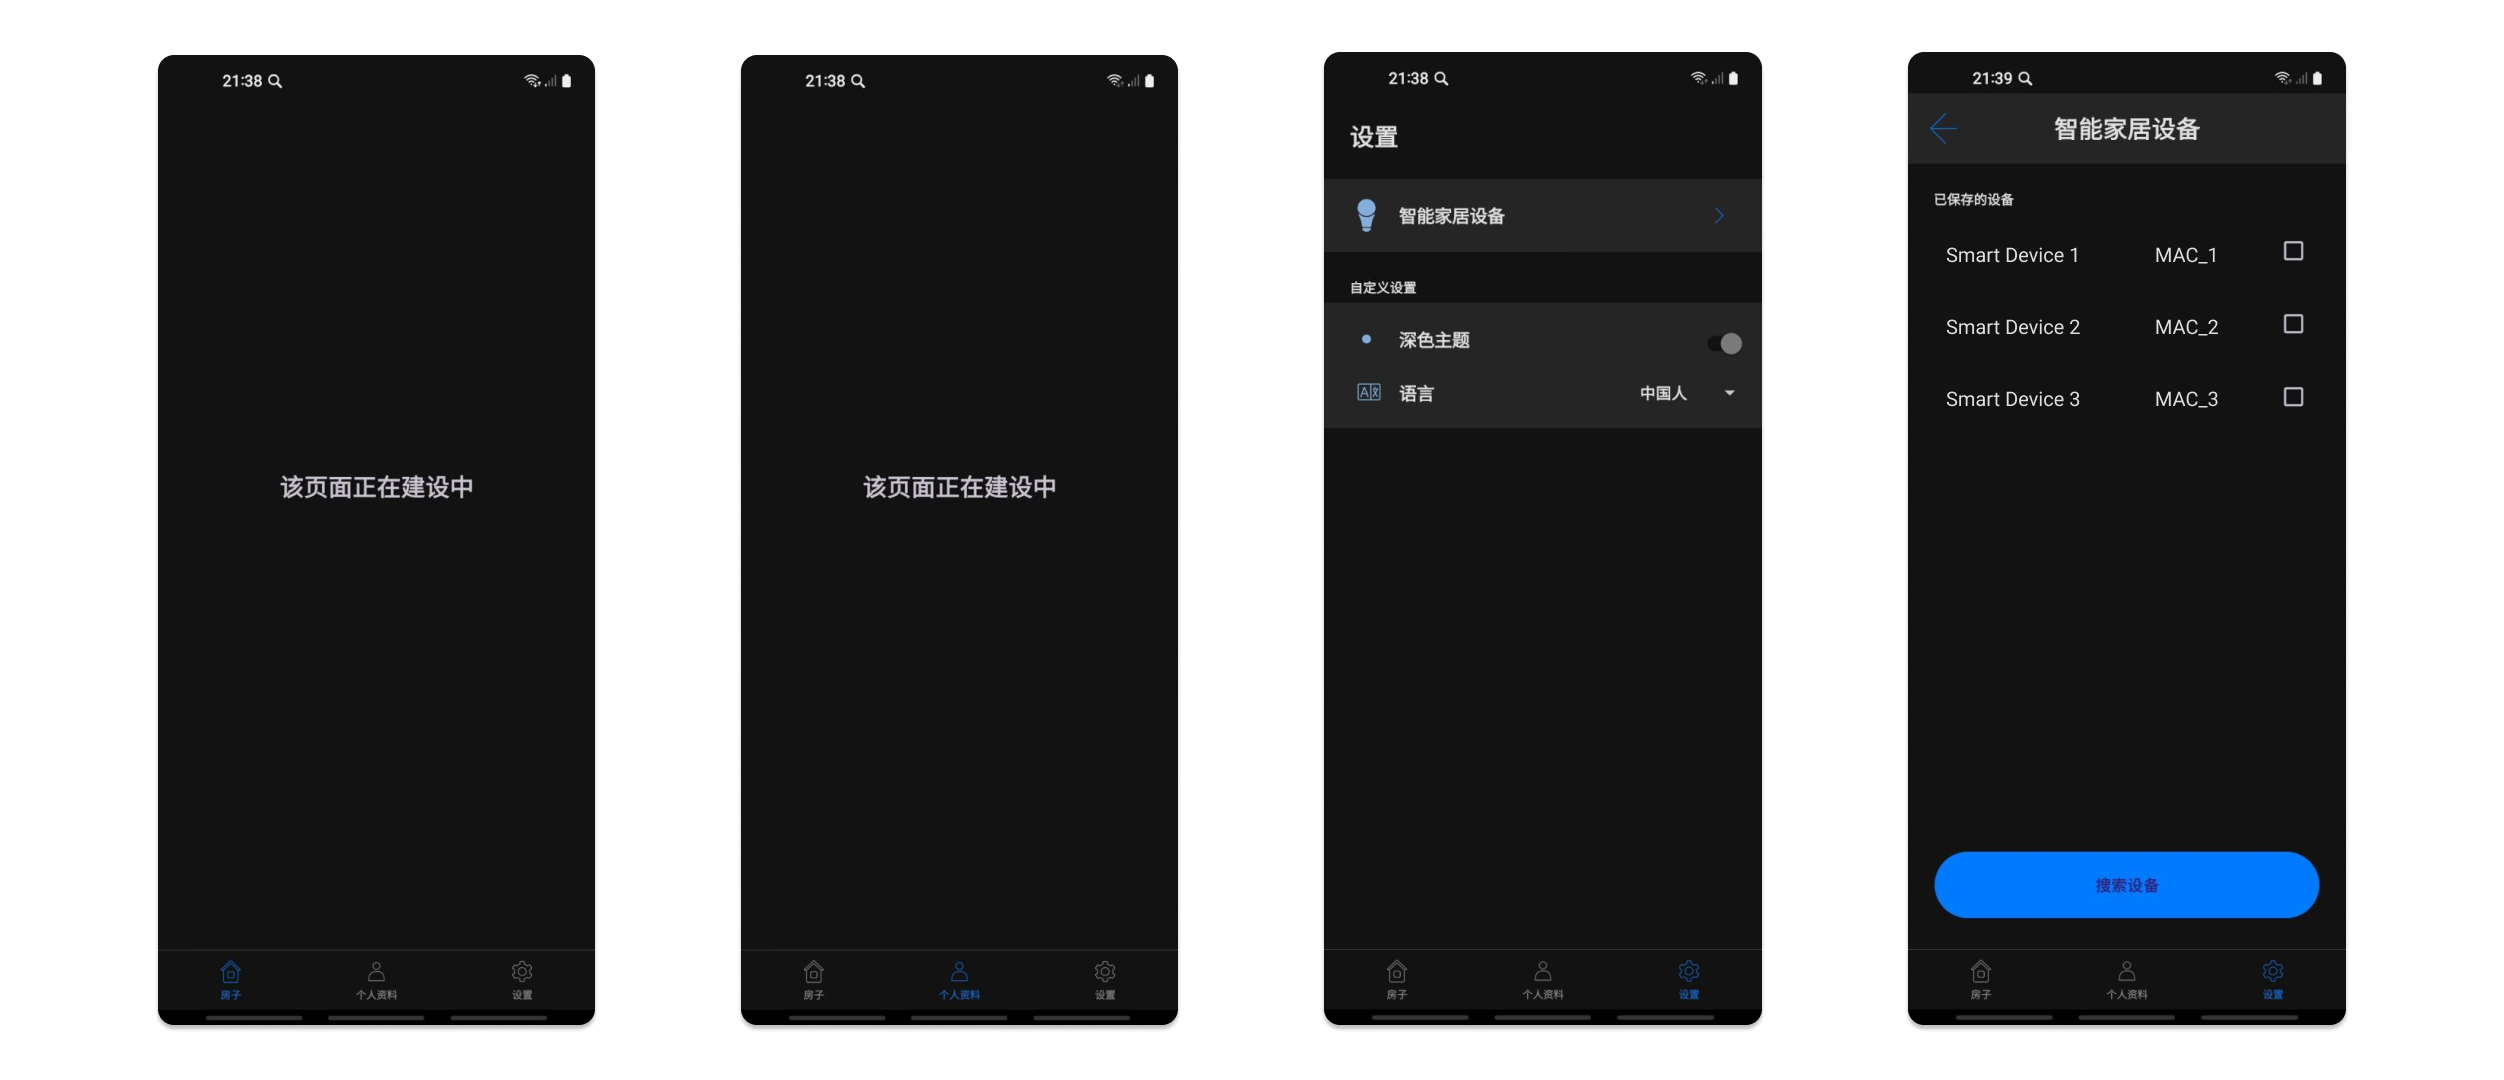 21:38
该页面正在建设中
房子
个人资料
设置
21:38
该页面正在建设中
房子
个人资料
设置
21:38
设置
智能家居设备
自定义设置
深色主题
语言 中国人
房子
个人资料
设置
21:39
智能家居设备
已保存的设备
Smart Device 1 MAC_1
Smart Device 2 MAC_2
Smart Device 3 MAC_3
搜索设备
房子
个人资料
设置